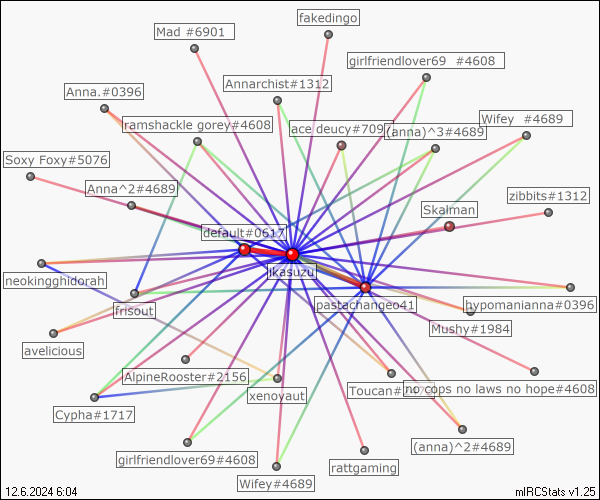 Mad #6901
fakedingo
girlfriendlover69 #4608
Anna.#0396
Annarchist#1312
ramshackle gorey#4608
ace deucy#709
(anna)^3#4689
Wifey #4689
Soxy Foxy#5076
Anna^2#4689
zibbits#1312
Skalman
default#0617
jkasuzu
neokingghidorah
pastachangeo41
hypomanianna#0396
frisout
Mushy#1984
avelicious
AlpineRooster#2156
xenoyaut
Toucan#
no cops no laws no hope#4608
Cypha#1717
(anna)^2#4689
girlfriendlover69#4608
rattgaming
Wifey#4689
12.6.2024 6:04
mIRCStats v1.25